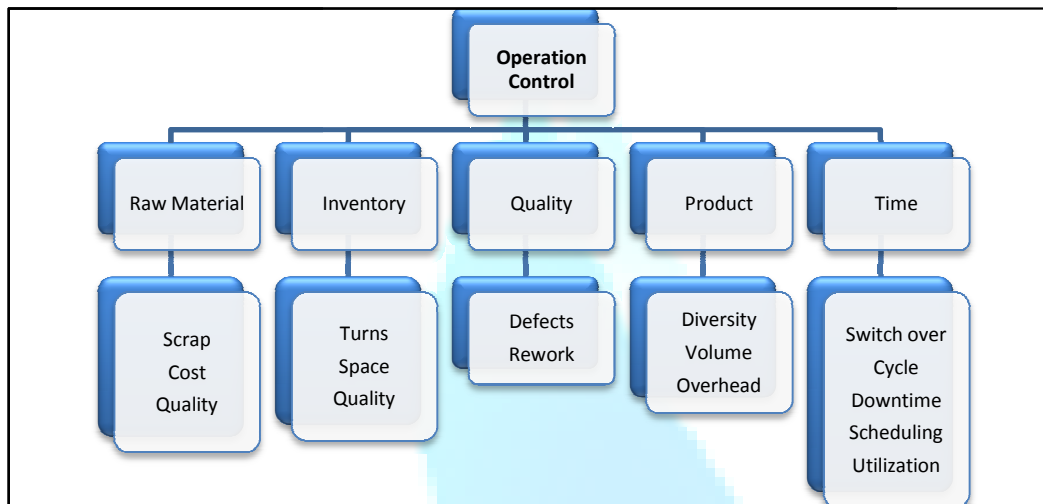 Operation
Control
Raw Material
Inventory
Quality
Product
Time
Scrap
Cost
Quality
Turns
Space
Quality
Defects
Rework
Diversity
Volume
Overhead
Switch over
Cycle
Downtime
Scheduling
Utilization